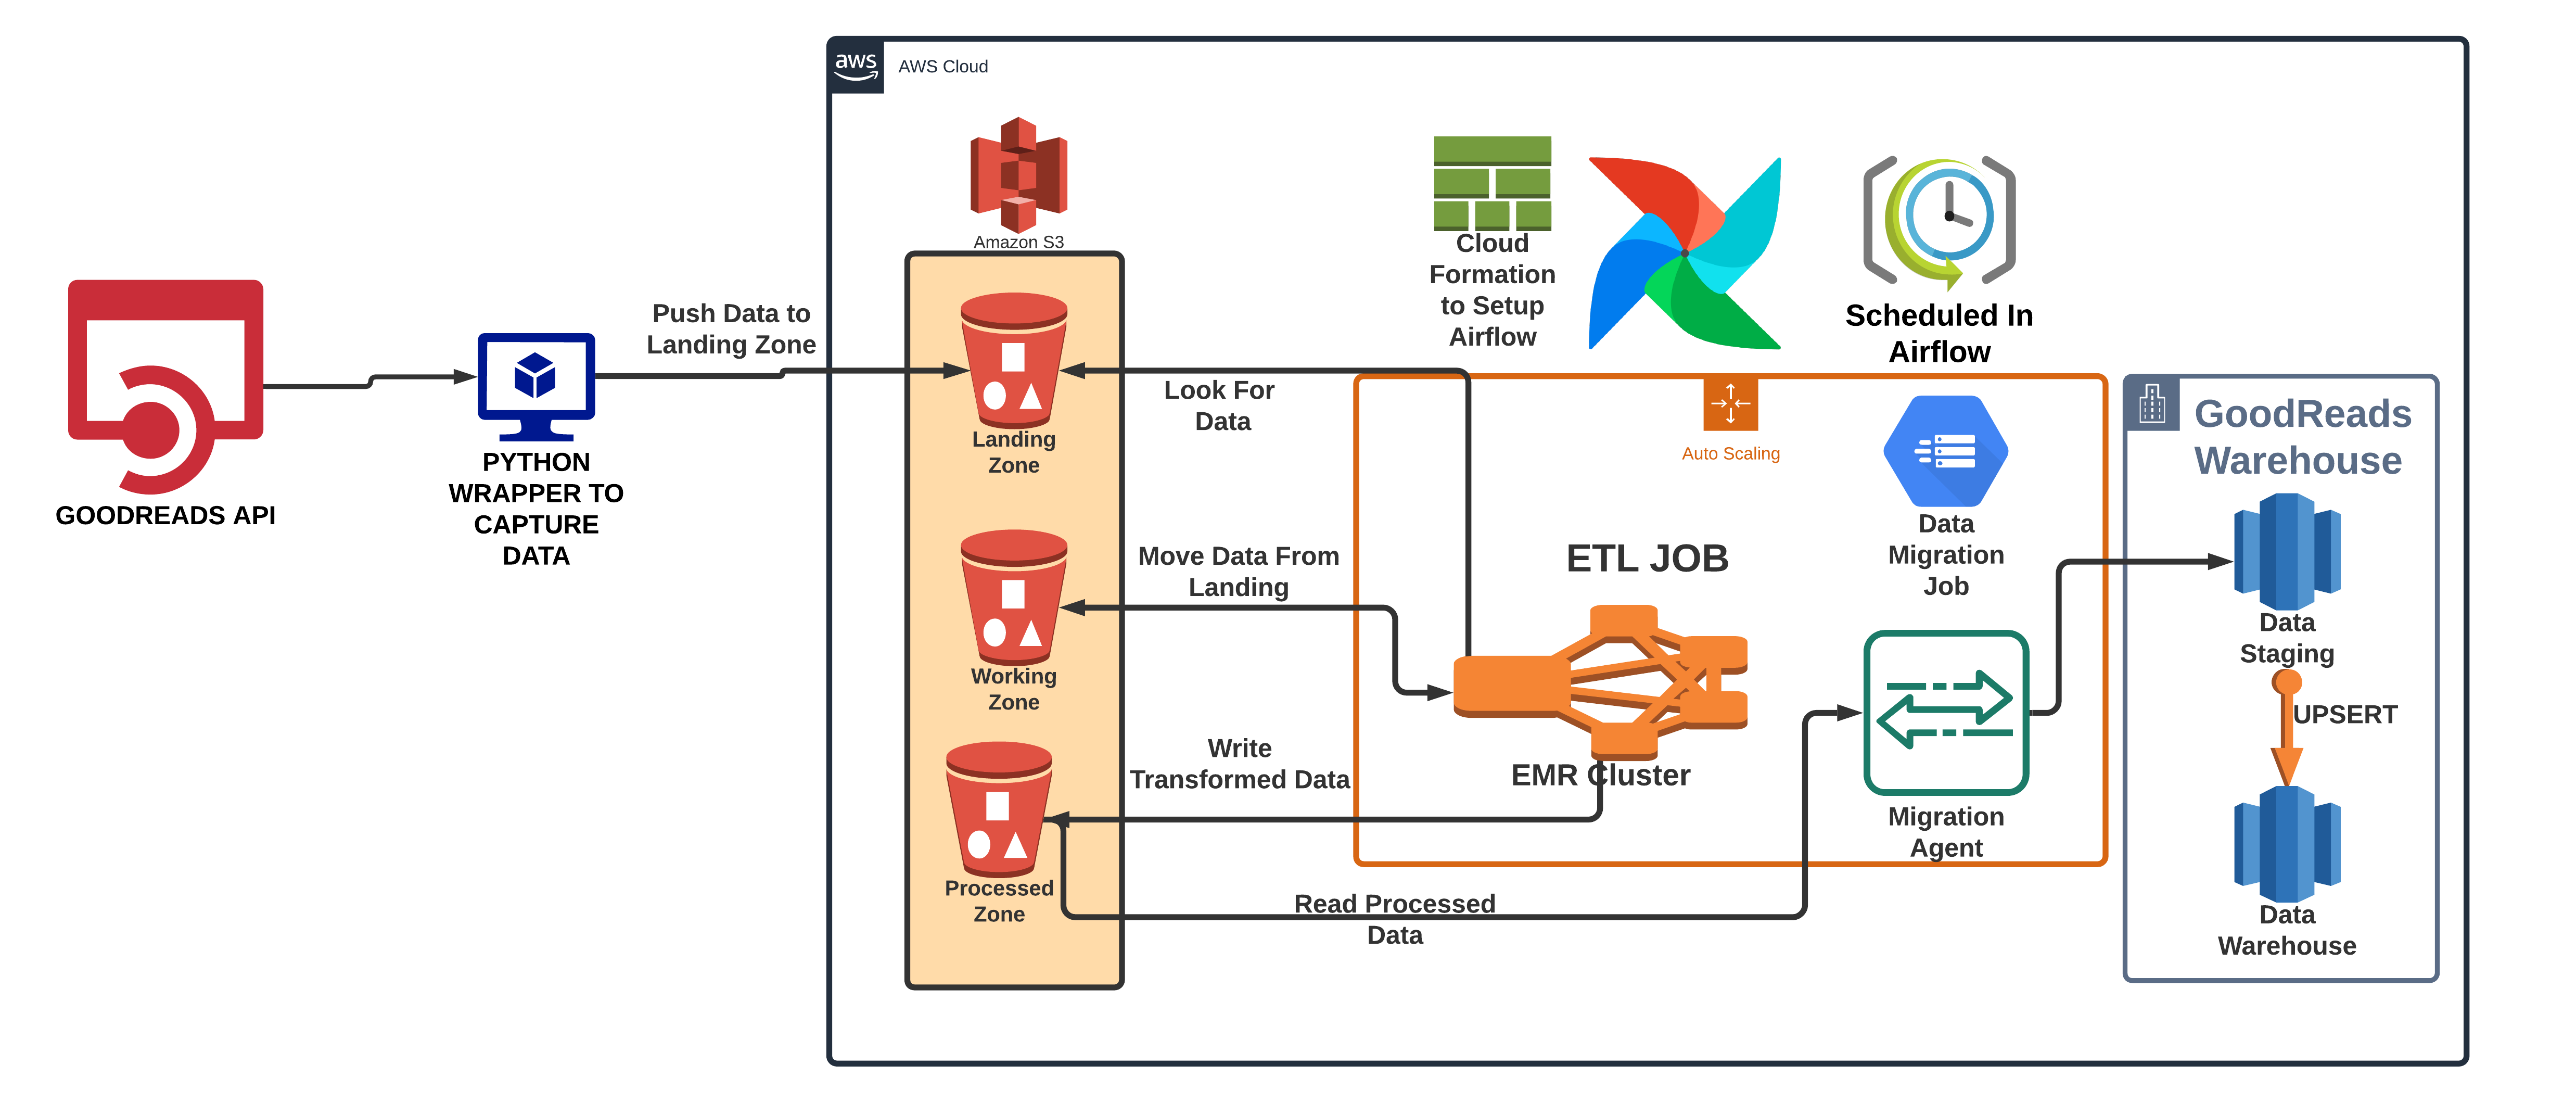 aws
AWS Cloud
Amazon S3
Cloud
Formation
to Setup
Airflow
Scheduled In
Airflow
Push Data to
Landing Zone
GOODREADS API
PYTHON
WRAPPER TO
CAPTURE
DATA
Landing
Zone
Look For
Data
Auto Scaling
GoodReads
Warehouse
Data
Migration
Job
Working
Zone
Move Data From
Landing
ETL JOB
EMR Cluster
Data
Staging
UPSERT
Write
Transformed Data
Migration
Agent
Processed
Zone
Read Processed
Data
Data
Warehouse